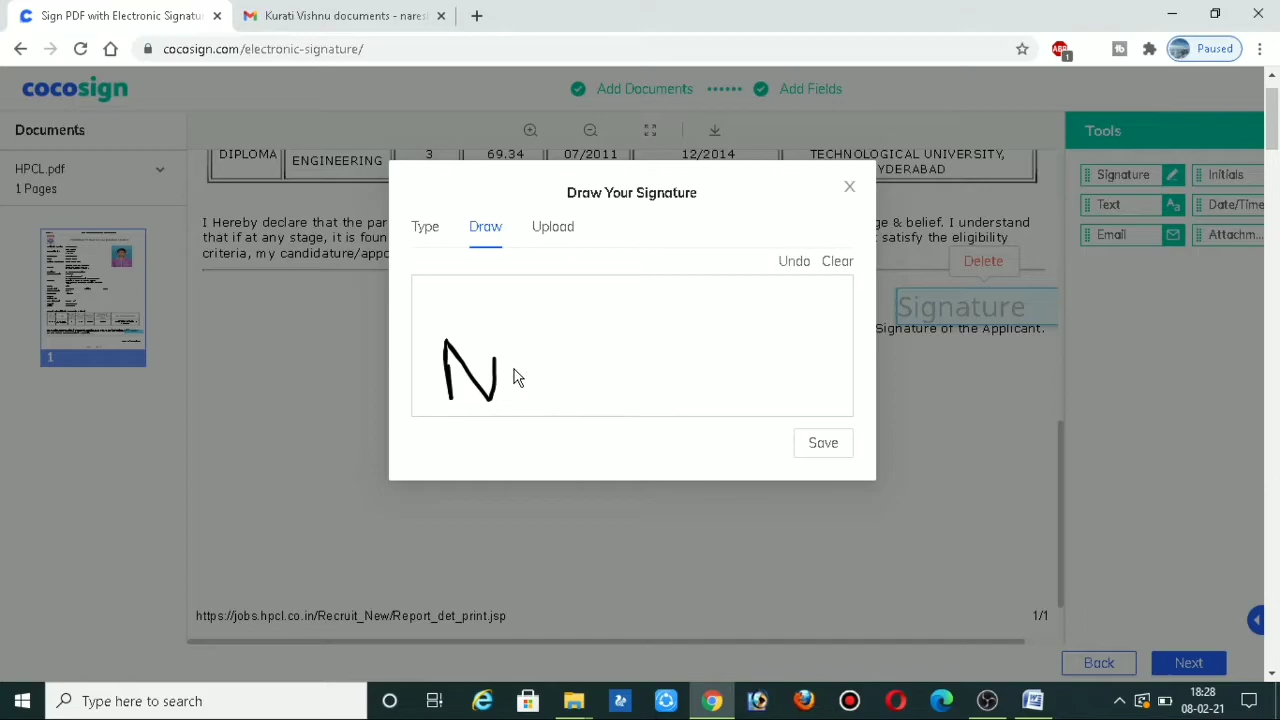 Sign PDF with Electronic Signatu
Kurati Vishnu documents - nares
cocosign.com/electronic-signature/
ABP
1
tb
Paused
cocosign
Add Documents
Add Fields
Documents
Tools
HPCL.pdf
1 Pages
DIPLOMA
ENGINEERING
3
69.34
07/2011
12/2014
TECHNOLOGICAL UNIVERSITY,
YDERABAD
Signature
Initials
Text
Aa
Date/Time
Email
Attachm...
I Hereby declare that the par
ge & belief. I understand
that if at any stage, it is foun
satisfy the eligibility
criteria, my candidature/appo
Delete
Signature
Signature of the Applicant.
Draw Your Signature
Type
Draw
Upload
Undo
Clear
N
Save
1
https://jobs.hpcl.co.in/Recruit_New/Report_det_print.jsp
1/1
Back
Next
Type here to search
18:28
08-02-21